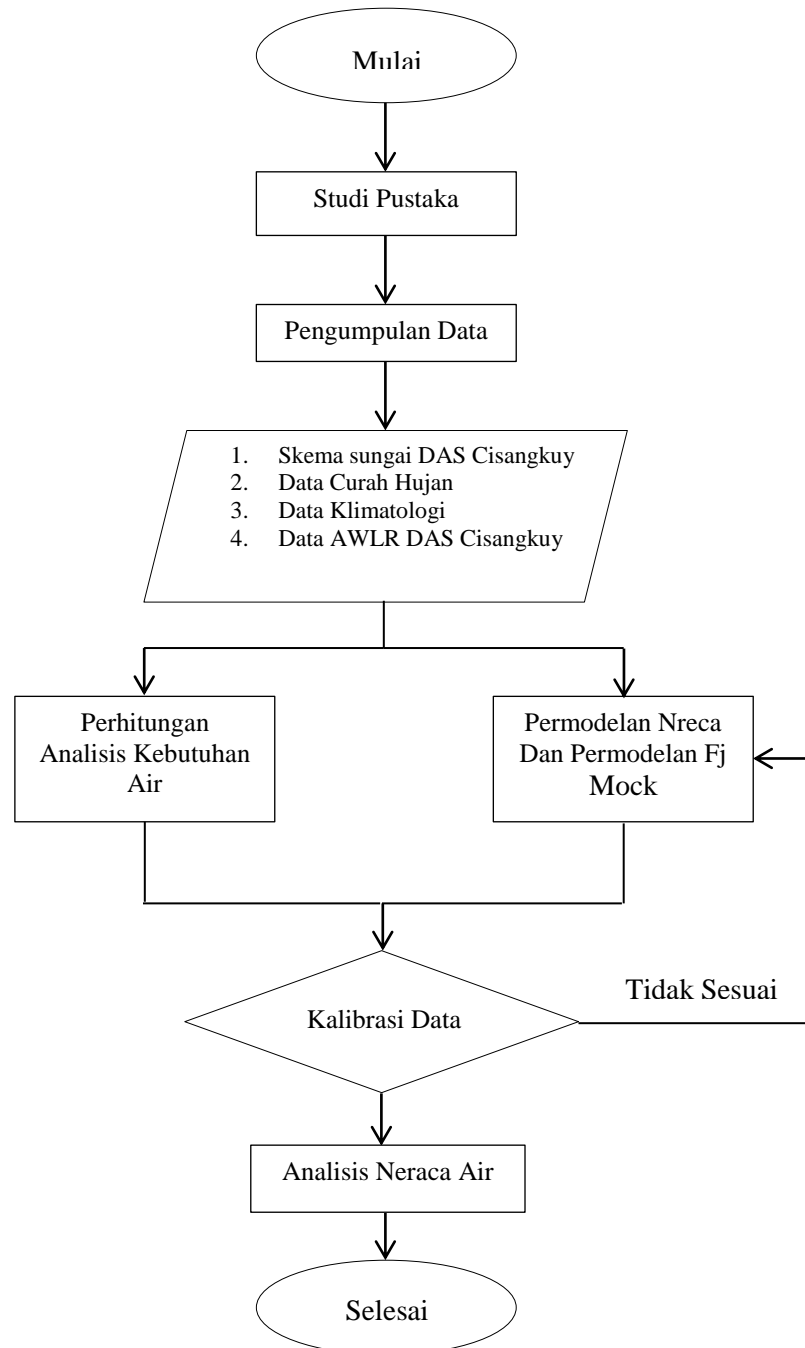 Mulai
Studi Pustaka
Pengumpulan Data
1. Skema sungai DAS Cisangkuy
2. Data Curah Hujan
3. Data Klimatologi
4. Data AWLR DAS Cisangkuy
Perhitungan
Analisis Kebutuhan
Air
Permodelan Nreca
Dan Permodelan Fj
Mock
Kalibrasi Data
Tidak Sesuai
Analisis Neraca Air
Selesai